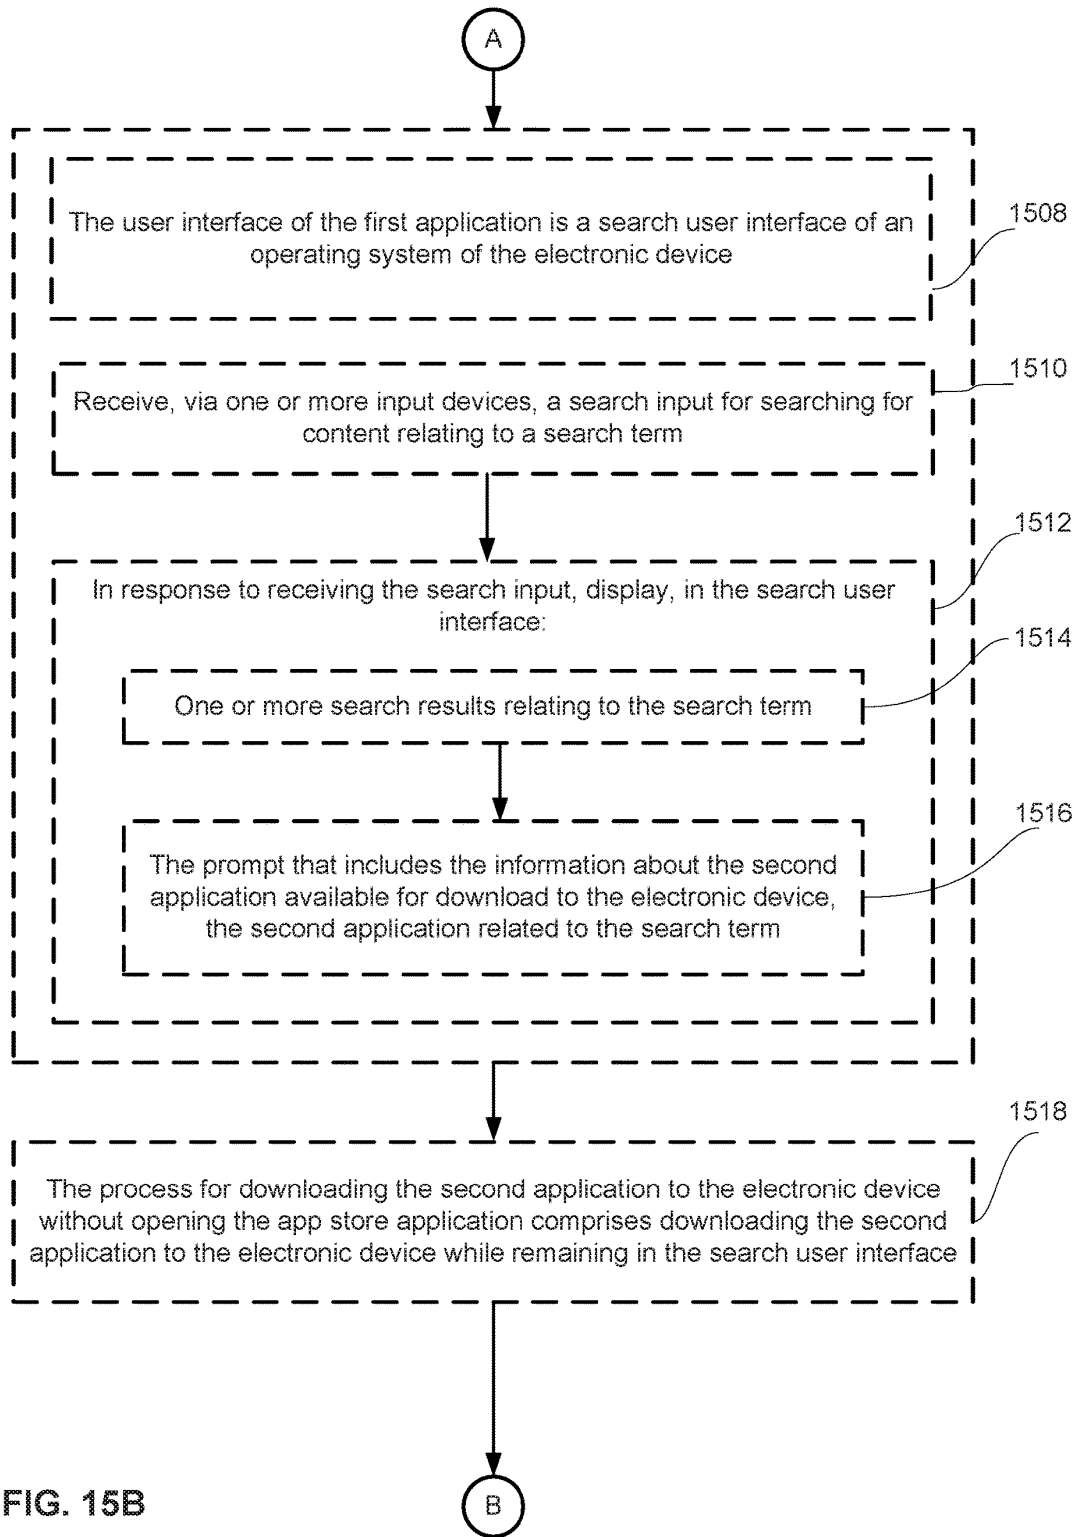 A
The user interface of the first application is a search user interface of an
operating system of the electronic device
1508
Receive, via one or more input devices, a search input for searching for
content relating to a search term
1510
In response to receiving the search input, display, in the search user
interface:
1512
One or more search results relating to the search term
1514
The prompt that includes the information about the second
application available for download to the electronic device,
the second application related to the search term
1516
The process for downloading the second application to the electronic device
without opening the app store application comprises downloading the second
application to the electronic device while remaining in the search user interface
1518
B
FIG. 15B